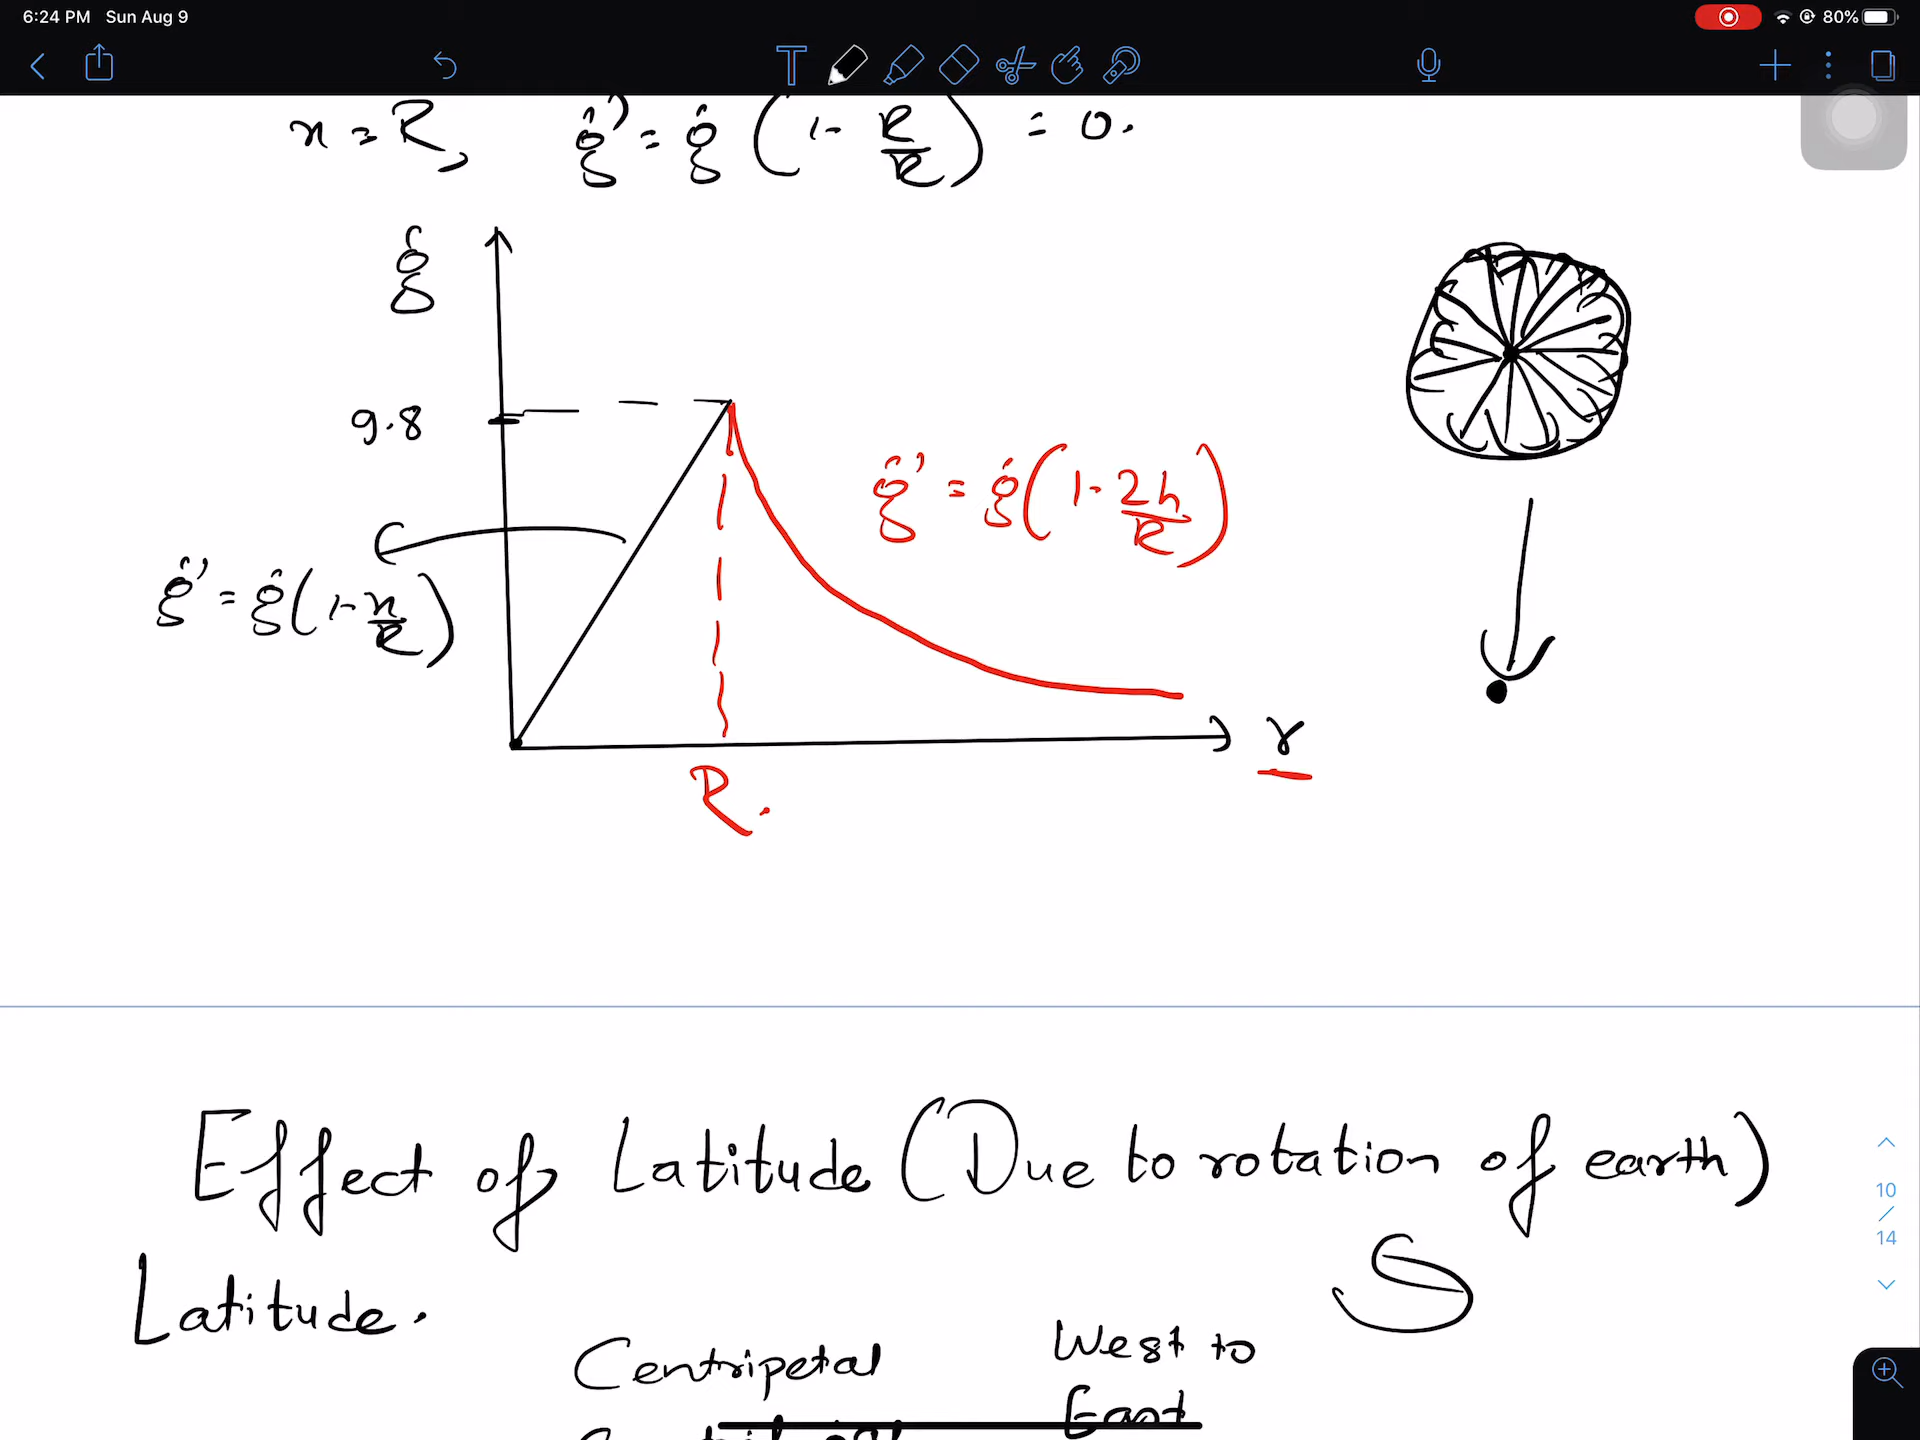 6:24 PM Sun Aug 9
80%
x = R, g' = g (1 - R/R) = 0.
g
9.8
g' = g(1 - 2h/R)
g' = g(1 - x/R)
r
R.
Effect of Latitude (Due to rotation of earth)
10
/
14
Latitude.
West to
Centripetal
East